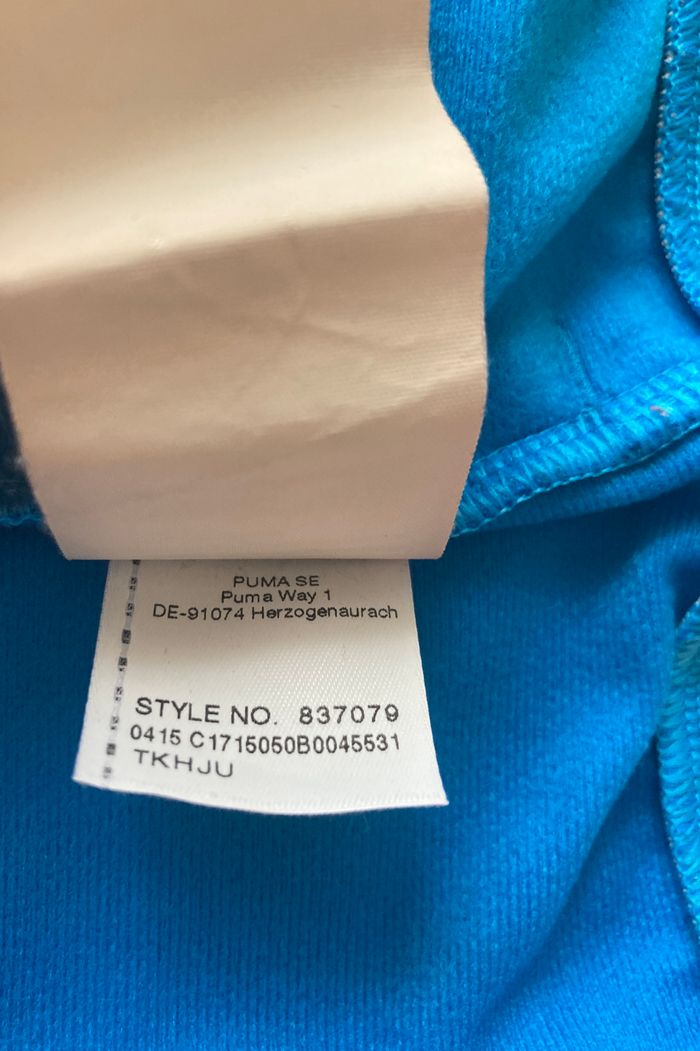 PUMA SE
Puma Way 1
DE-91074 Herzogenaurach
STYLE NO. 837079
0415 C1715050B0045531
TKHJU